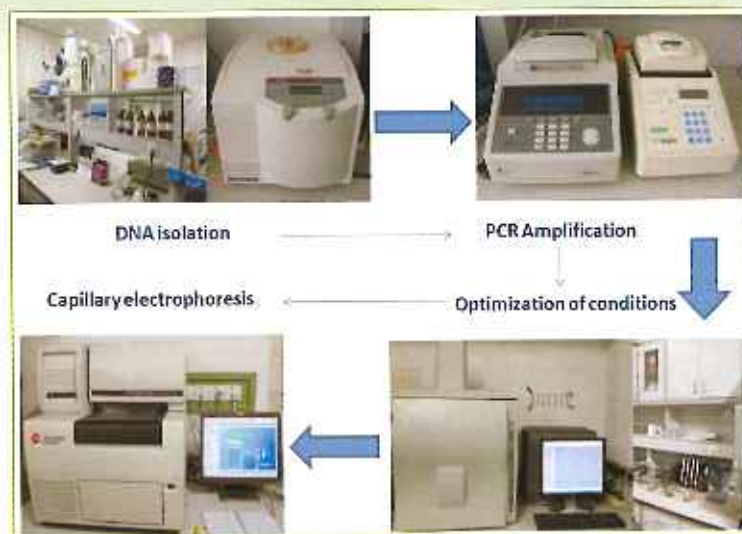 DNA isolation
PCR Amplification
Capillary electrophoresis
Optimization of conditions